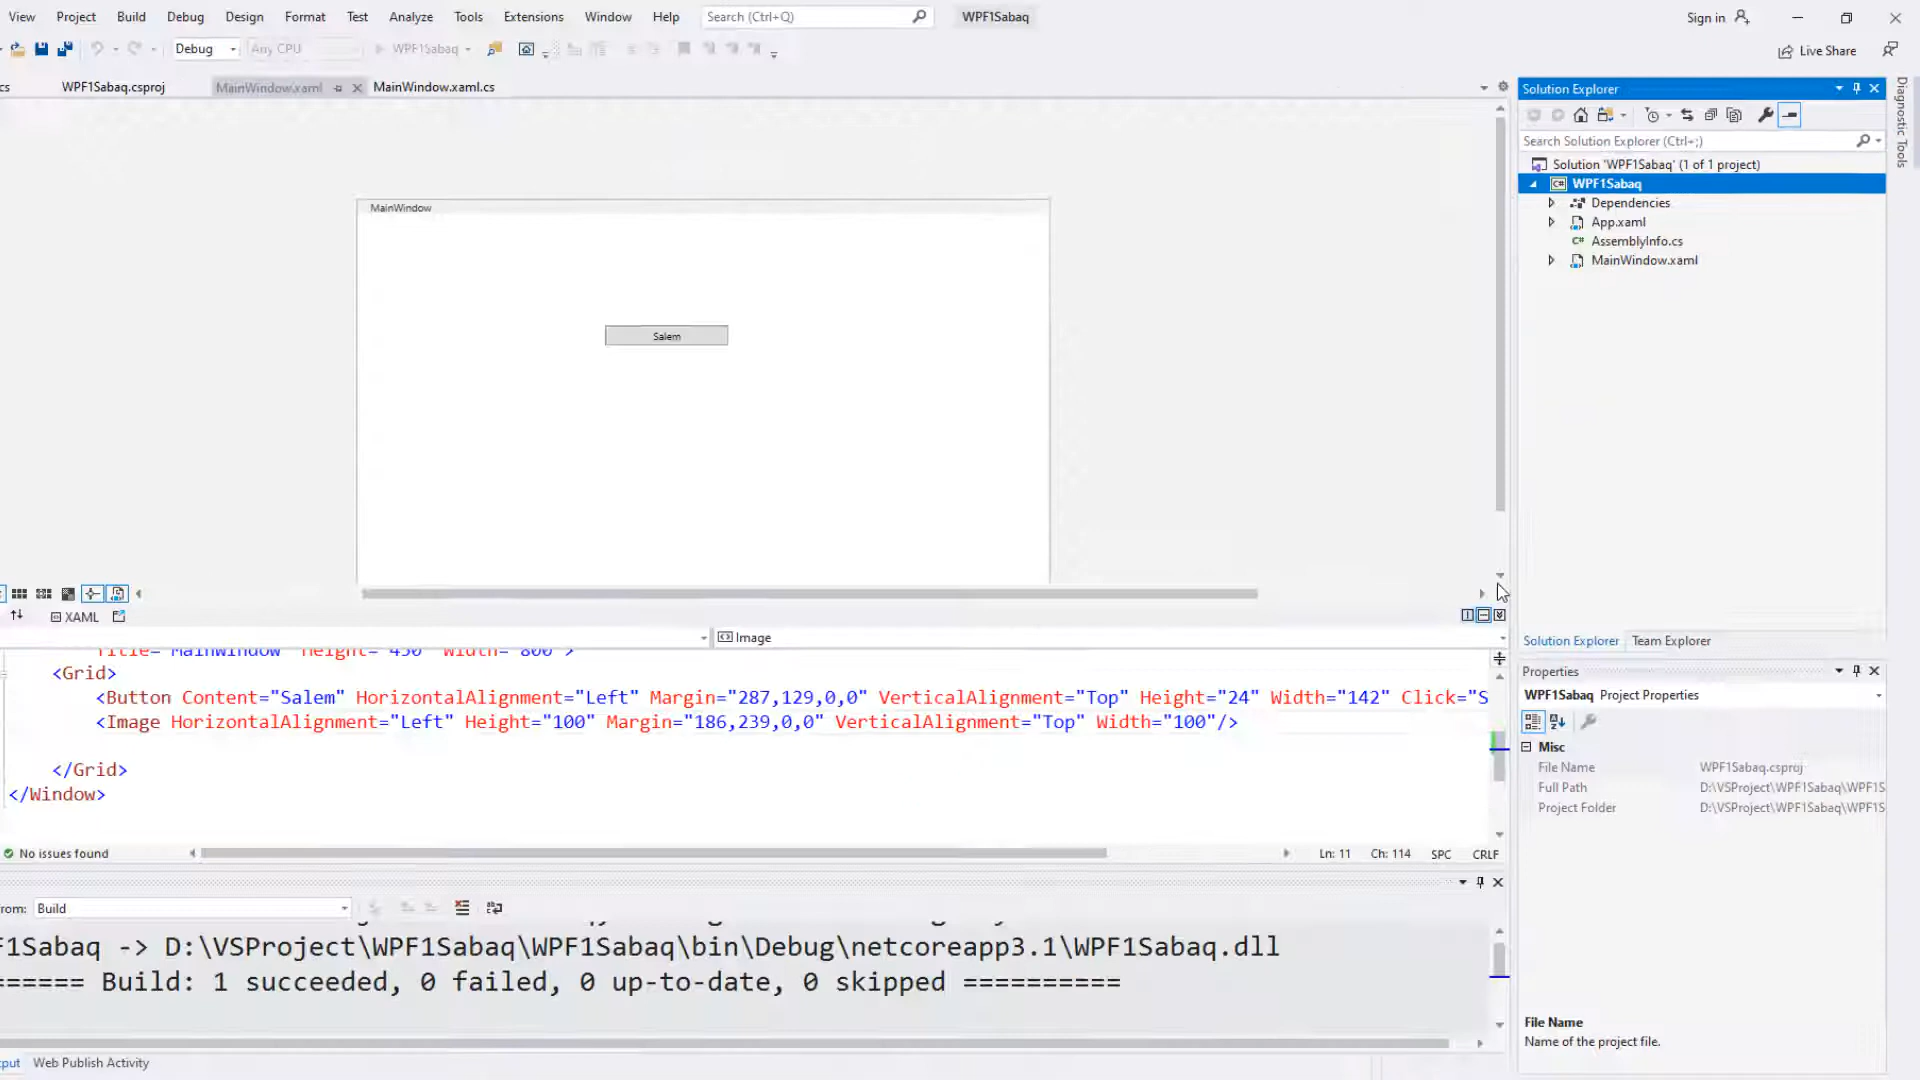 View Project Build Debug Design Format Test Analyze Tools Extensions Window Help Search (Ctrl+Q) WPF1Sabaq Sign in
Debug Any CPU WPF1Sabaq Live Share
cs WPF1Sabaq.csproj MainWindow.xaml MainWindow.xaml.cs
MainWindow
Salem
XAML
Image
Title="MainWindow" Height="450" Width="800">
<Grid>
<Button Content="Salem" HorizontalAlignment="Left" Margin="287,129,0,0" VerticalAlignment="Top" Height="24" Width="142" Click="S
<Image HorizontalAlignment="Left" Height="100" Margin="186,239,0,0" VerticalAlignment="Top" Width="100"/>
</Grid>
</Window>
No issues found Ln: 11 Ch: 114 SPC CRLF
rom: Build
F1Sabaq -> D:\VSProject\WPF1Sabaq\WPF1Sabaq\bin\Debug\netcoreapp3.1\WPF1Sabaq.dll
====== Build: 1 succeeded, 0 failed, 0 up-to-date, 0 skipped ==========
put Web Publish Activity
Solution Explorer
Search Solution Explorer (Ctrl+;)
Solution 'WPF1Sabaq' (1 of 1 project)
C# WPF1Sabaq
Dependencies
App.xaml
C# AssemblyInfo.cs
MainWindow.xaml
Solution Explorer Team Explorer
Properties
WPF1Sabaq Project Properties
Misc
File Name WPF1Sabaq.csproj
Full Path D:\VSProject\WPF1Sabaq\WPF1S
Project Folder D:\VSProject\WPF1Sabaq\WPF1S
File Name
Name of the project file.
Diagnostic Tools